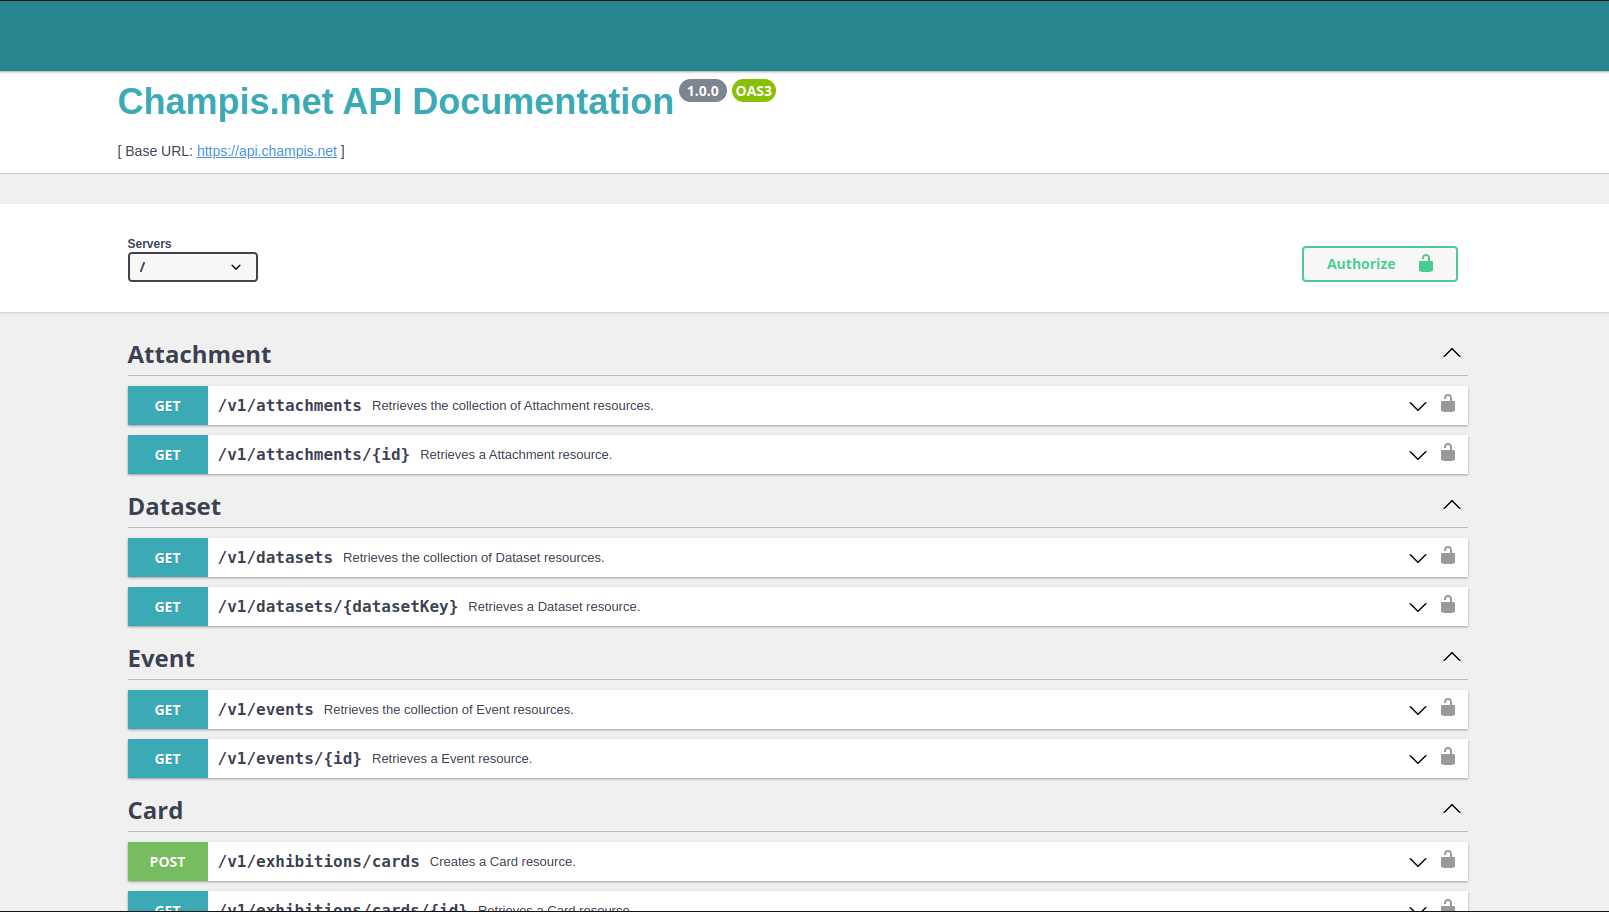 Champis.net API Documentation 1.0.0 OAS3
[ Base URL: https://api.champis.net ]
Servers
/
Authorize
Attachment
GET /v1/attachments Retrieves the collection of Attachment resources.
GET /v1/attachments/{id} Retrieves a Attachment resource.
Dataset
GET /v1/datasets Retrieves the collection of Dataset resources.
GET /v1/datasets/{datasetKey} Retrieves a Dataset resource.
Event
GET /v1/events Retrieves the collection of Event resources.
GET /v1/events/{id} Retrieves a Event resource.
Card
POST /v1/exhibitions/cards Creates a Card resource.
GET /v1/exhibitions/cards/{id} Retrieves a Card resource.